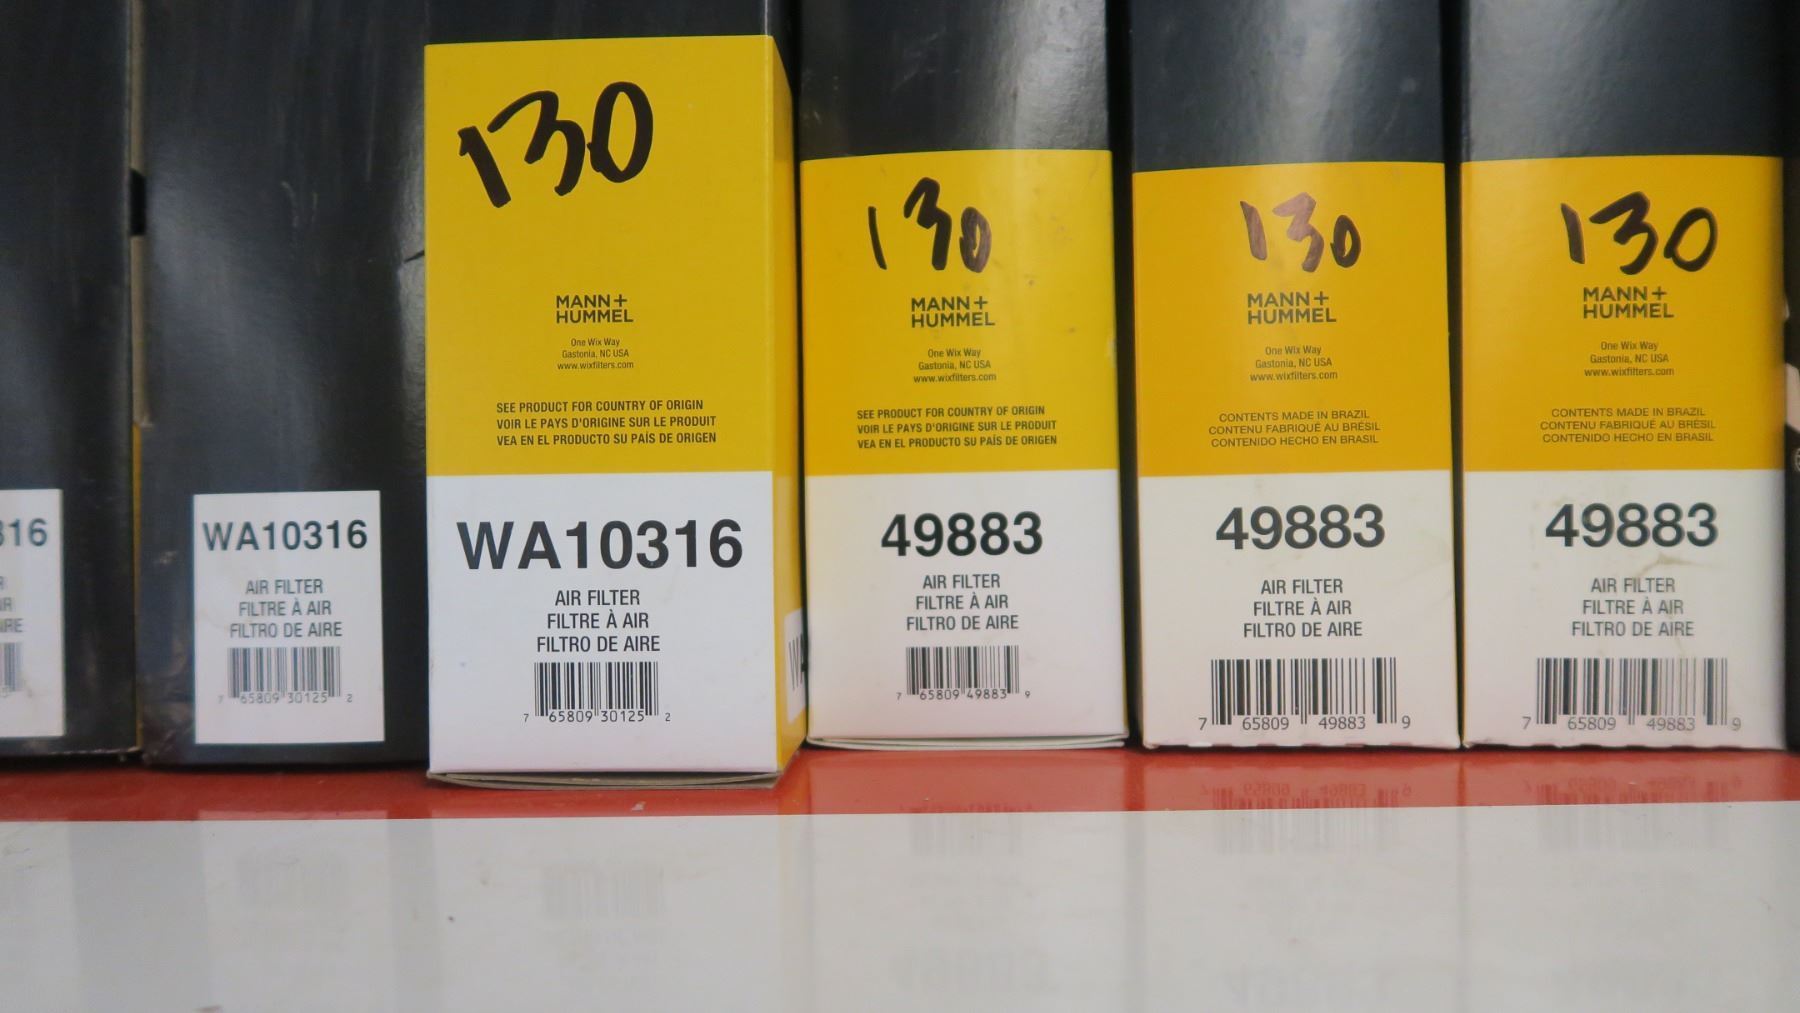 316
WA10316
AIR FILTER
FILTRE À AIR
FILTRO DE AIRE
7 65809 30125 2
130
MANN+
HUMMEL
One Wix Way
Gastonia, NC USA
www.wixfilters.com
SEE PRODUCT FOR COUNTRY OF ORIGIN
VOIR LE PAYS D'ORIGINE SUR LE PRODUIT
VEA EN EL PRODUCTO SU PAÍS DE ORIGEN
WA10316
AIR FILTER
FILTRE À AIR
FILTRO DE AIRE
7 65809 30125 2
130
MANN+
HUMMEL
One Wix Way
Gastonia, NC USA
www.wixfilters.com
SEE PRODUCT FOR COUNTRY OF ORIGIN
VOIR LE PAYS D'ORIGINE SUR LE PRODUIT
VEA EN EL PRODUCTO SU PAÍS DE ORIGEN
49883
AIR FILTER
FILTRE À AIR
FILTRO DE AIRE
7 65809 49883 9
130
MANN+
HUMMEL
One Wix Way
Gastonia, NC USA
www.wixfilters.com
CONTENTS MADE IN BRAZIL
CONTENU FABRIQUÉ AU BRÉSIL
CONTENIDO HECHO EN BRASIL
49883
AIR FILTER
FILTRE À AIR
FILTRO DE AIRE
7 65809 49883 9
130
MANN+
HUMMEL
One Wix Way
Gastonia, NC USA
www.wixfilters.com
CONTENTS MADE IN BRAZIL
CONTENU FABRIQUÉ AU BRÉSIL
CONTENIDO HECHO EN BRASIL
49883
AIR FILTER
FILTRE À AIR
FILTRO DE AIRE
7 65809 49883 9